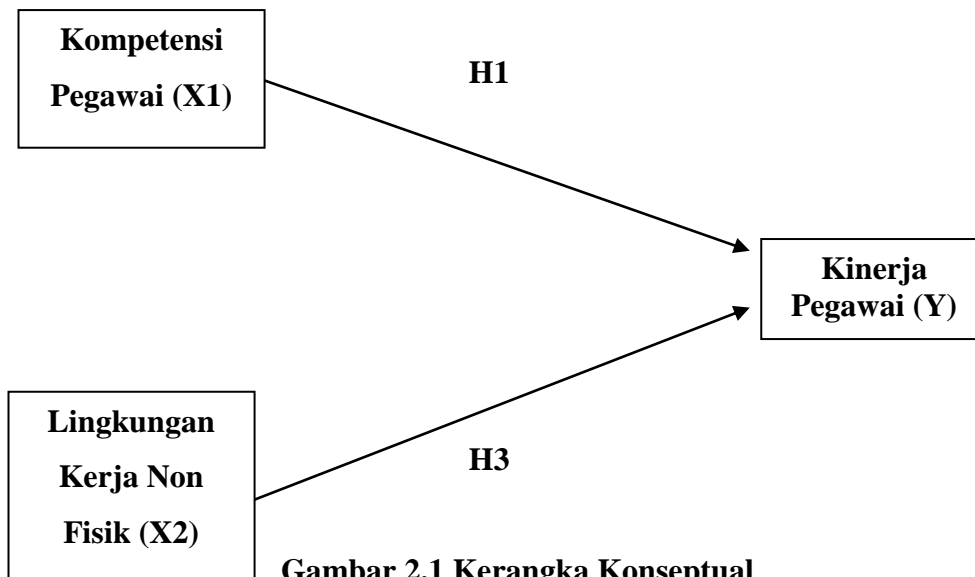 Kompetensi
Pegawai (X1)
H1
Kinerja
Pegawai (Y)
Lingkungan
Kerja Non
Fisik (X2)
H3
Gambar 2.1 Kerangka Konseptual